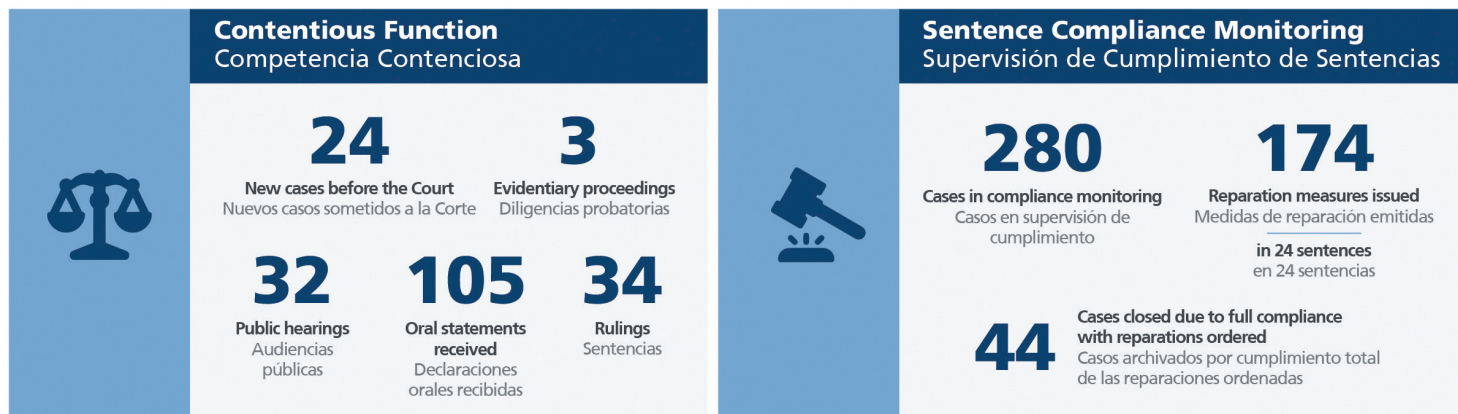 Contentious Function
Competencia Contenciosa
24
New cases before the Court
Nuevos casos sometidos a la Corte
3
Evidentiary proceedings
Diligencias probatorias
32
Public hearings
Audiencias
públicas
105
Oral statements
received
Declaraciones
orales recibidas
34
Rulings
Sentencias
Sentence Compliance Monitoring
Supervisión de Cumplimiento de Sentencias
280
Cases in compliance monitoring
Casos en supervisión de
cumplimiento
174
Reparation measures issued
Medidas de reparación emitidas
in 24 sentences
en 24 sentencias
44
Cases closed due to full compliance
with reparations ordered
Casos archivados por cumplimiento total
de las reparaciones ordenadas